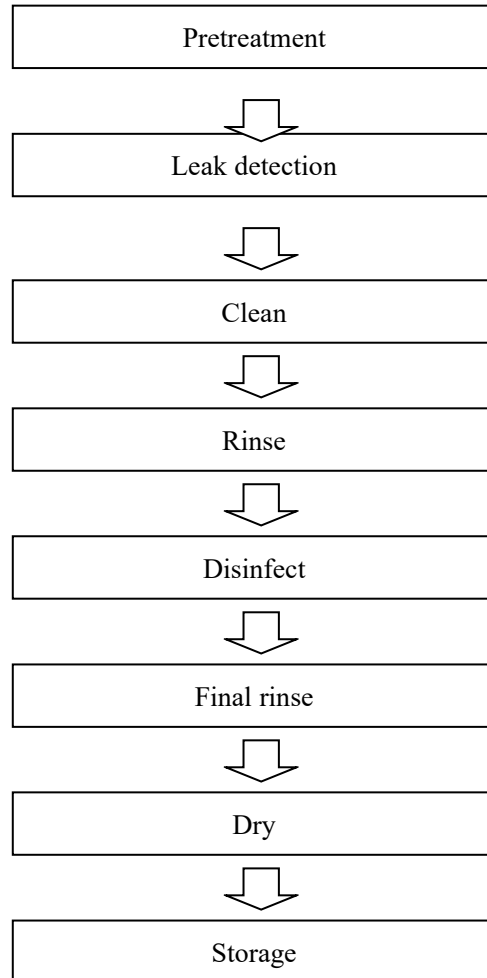 Pretreatment
Leak detection
Clean
Rinse
Disinfect
Final rinse
Dry
Storage